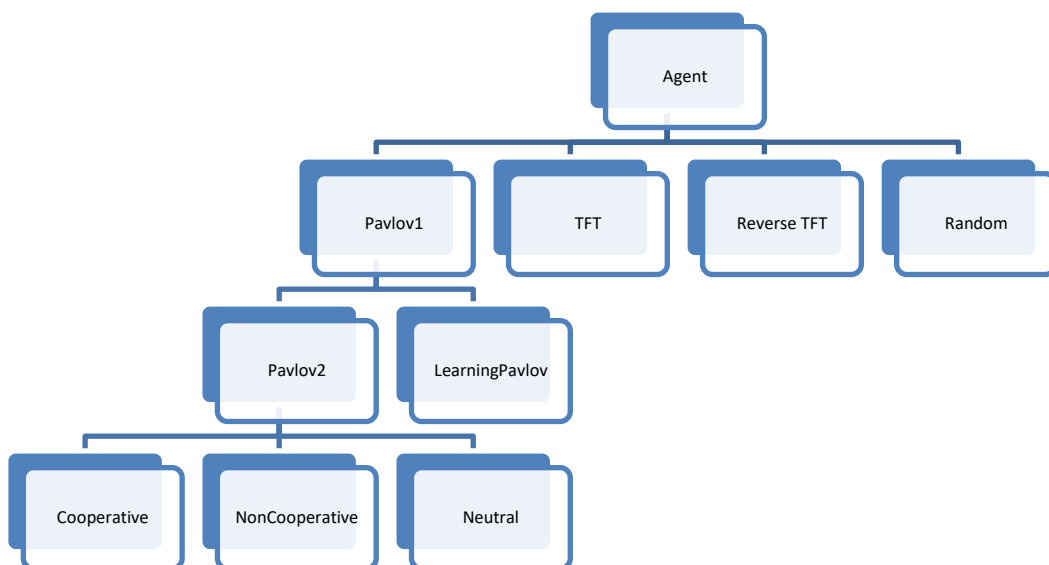 Agent
Pavlov1
TFT
Reverse TFT
Random
Pavlov2
LearningPavlov
Cooperative
NonCooperative
Neutral